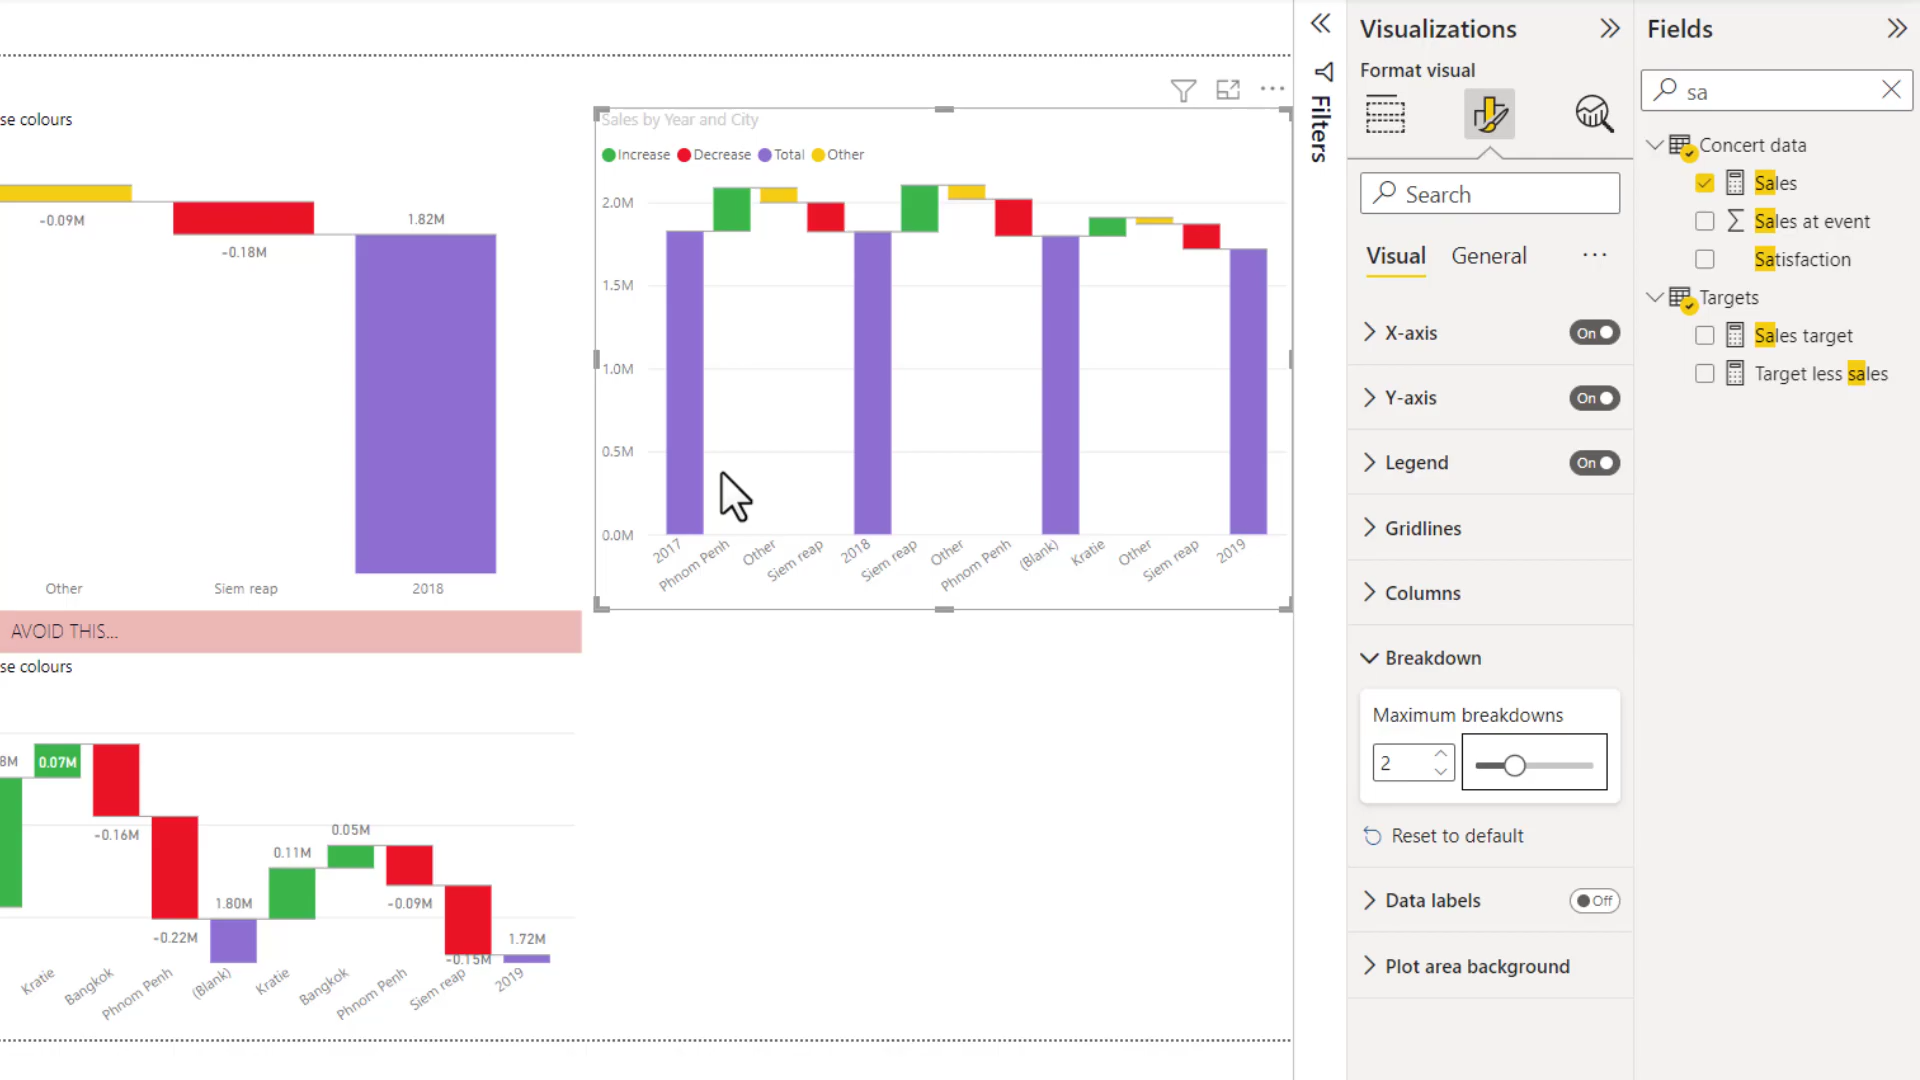 se colours
-0.09M
-0.18M
1.82M
Other
Siem reap
2018
AVOID THIS...
se colours
8M
0.07M
-0.16M
-0.22M
1.80M
0.11M
0.05M
-0.09M
-0.15M
1.72M
Kratie
Bangkok
Phnom Penh
(Blank)
Kratie
Bangkok
Phnom Penh
Siem reap
2019
Sales by Year and City
Increase
Decrease
Total
Other
2.0M
1.5M
1.0M
0.5M
0.0M
2017
Phnom Penh
Other
Siem reap
2018
Siem reap
Other
Phnom Penh
(Blank)
Kratie
Other
Siem reap
2019
Filters
Visualizations
Format visual
Search
Visual
General
X-axis
On
Y-axis
On
Legend
On
Gridlines
Columns
Breakdown
Maximum breakdowns
2
Reset to default
Data labels
Off
Plot area background
Fields
sa
Concert data
Sales
Sales at event
Satisfaction
Targets
Sales target
Target less sales